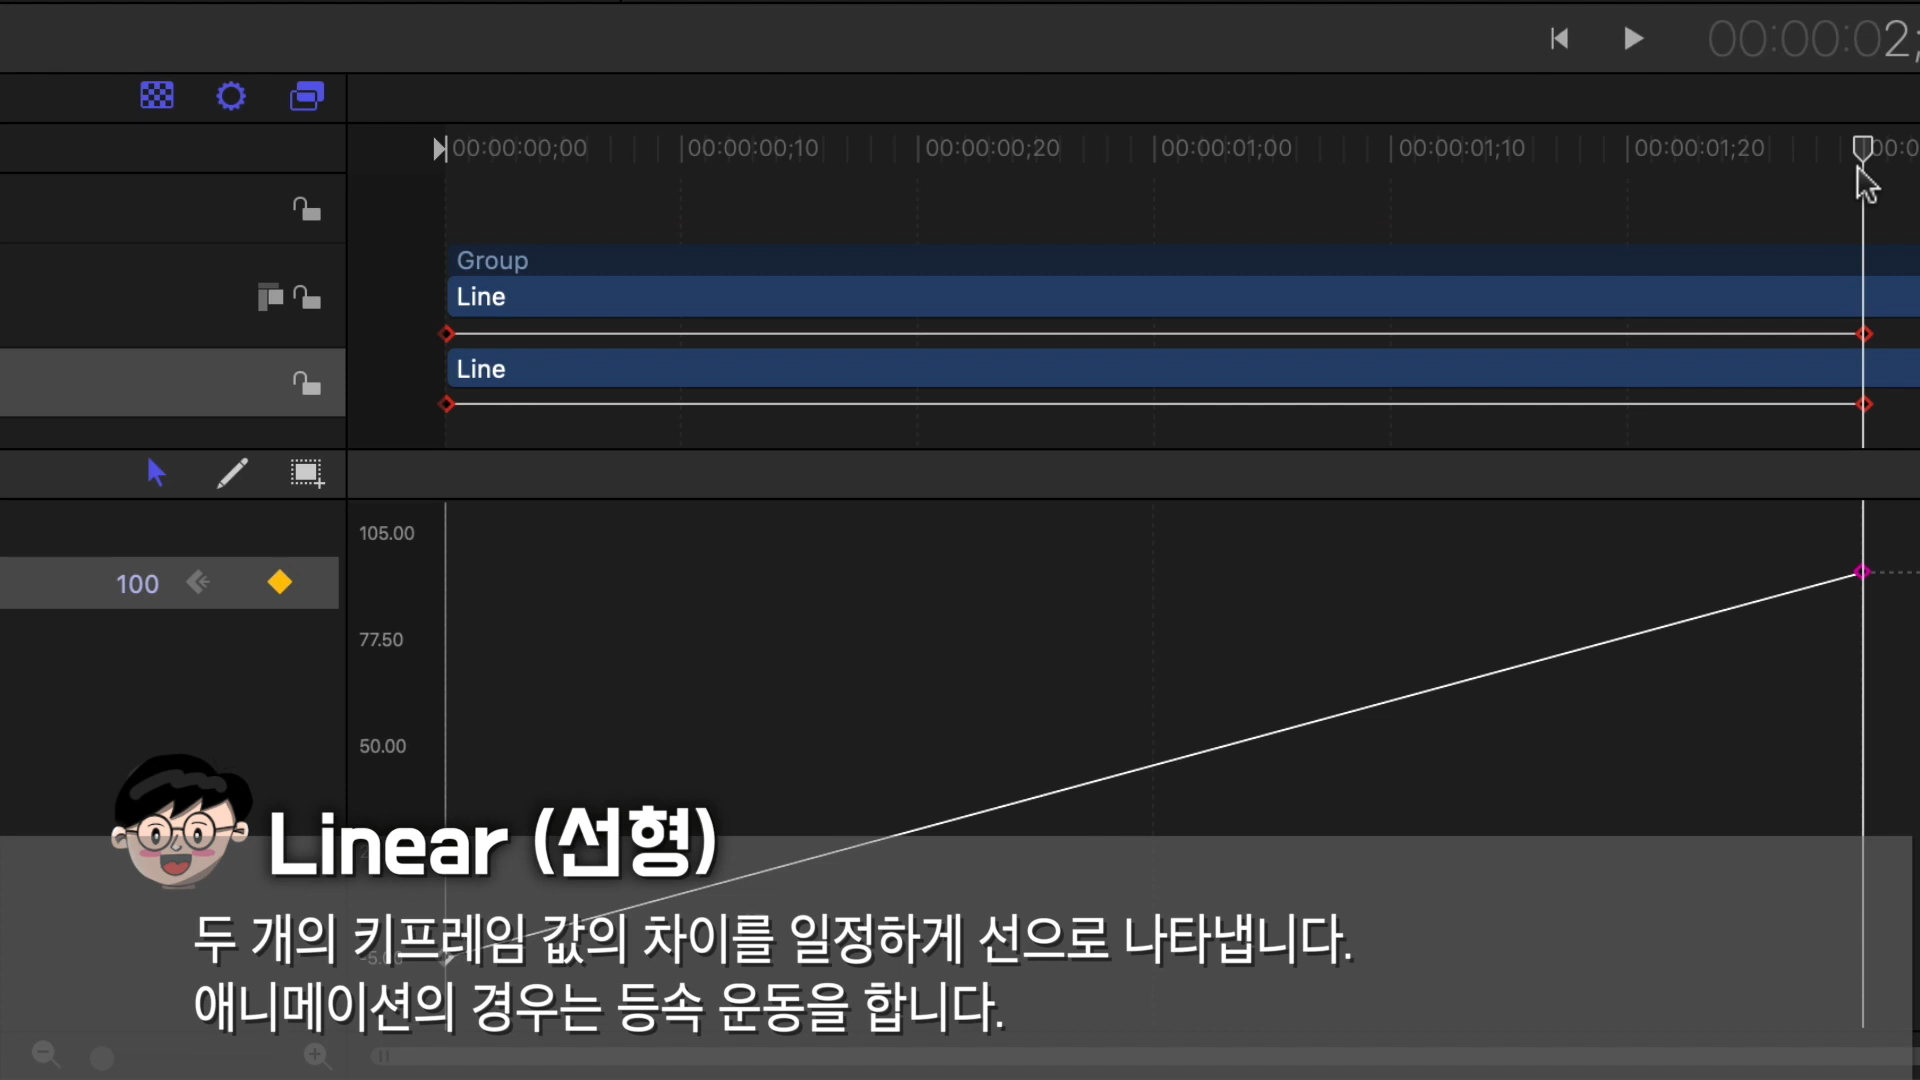 00:00:02;
00:00:00;00
00:00:00;10
00:00:00;20
00:00:01;00
00:00:01;10
00:00:01;20
00:0
Group
Line
Line
105.00
100
77.50
50.00
Linear (선형)
두 개의 키프레임 값의 차이를 일정하게 선으로 나타냅니다.
-5.00
애니메이션의 경우는 등속 운동을 합니다.